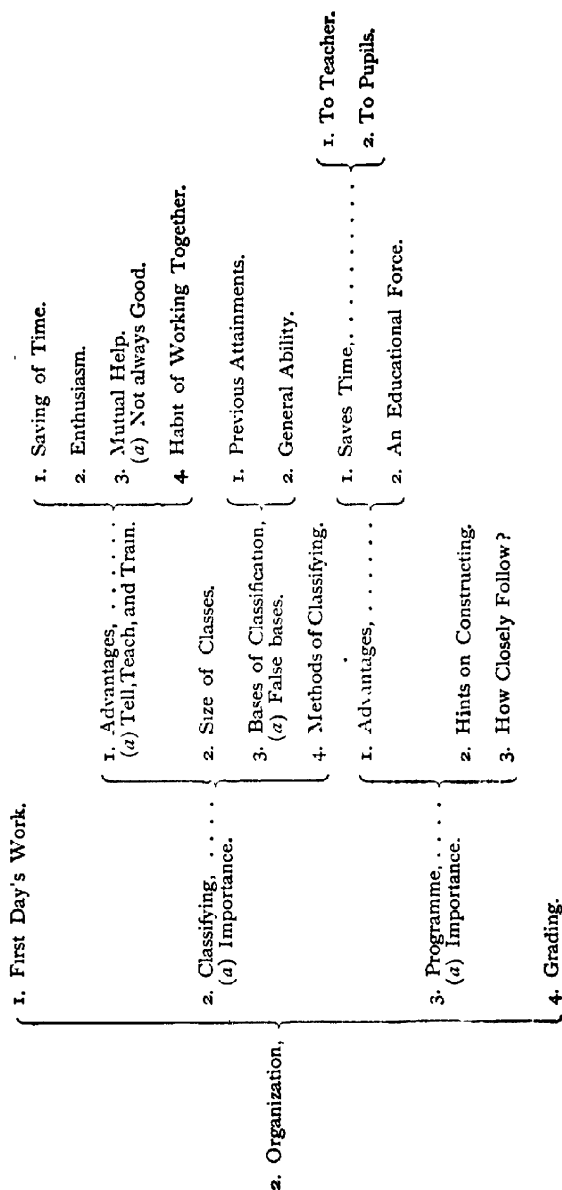 2. Organization,
1. First Day's Work.
2. Classifying, . . . . .
(a) Importance.
1. Advantages, . . . . . . .
(a) Tell, Teach, and Train.
1. Saving of Time.
2. Enthusiasm.
3. Mutual Help.
(a) Not always Good.
4. Habit of Working Together.
2. Size of Classes.
3. Bases of Classification,
(a) False bases.
1. Previous Attainments.
2. General Ability.
4. Methods of Classifying.
3. Programme, . . . .
(a) Importance.
1. Advantages, . . . . . . .
1. Saves Time, . . . . . . . . . . .
1. To Teacher.
2. To Pupils.
2. An Educational Force.
2. Hints on Constructing.
3. How Closely Follow?
4. Grading.